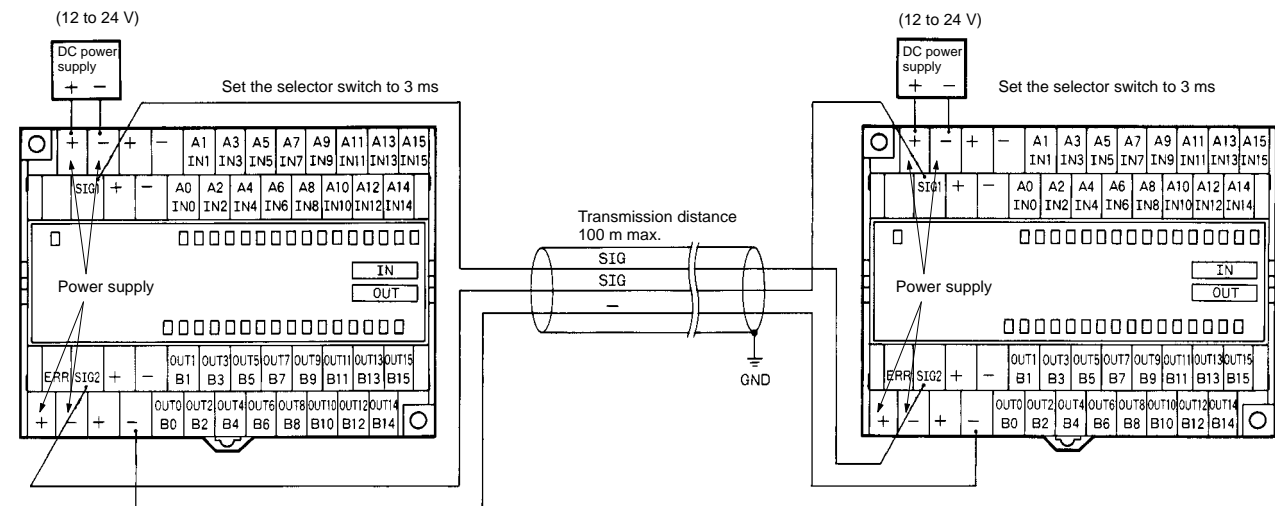 (12 to 24 V)
DC power
supply
+ −
Set the selector switch to 3 ms
+ − + − A1 A3 A5 A7 A9 A11 A13 A15
IN1 IN3 IN5 IN7 IN9 IN11 IN13 IN15
SIG1 + − A0 A2 A4 A6 A8 A10 A12 A14
IN0 IN2 IN4 IN6 IN8 IN10 IN12 IN14
IN
OUT
Power supply
OUT1 OUT3 OUT5 OUT7 OUT9 OUT11 OUT13 OUT15
ERR SIG2 + − B1 B3 B5 B7 B9 B11 B13 B15
OUT0 OUT2 OUT4 OUT6 OUT8 OUT10 OUT12 OUT14
+ − + − B0 B2 B4 B6 B8 B10 B12 B14
Transmission distance
100 m max.
SIG
SIG
−
GND
(12 to 24 V)
DC power
supply
+ −
Set the selector switch to 3 ms
+ − + − A1 A3 A5 A7 A9 A11 A13 A15
IN1 IN3 IN5 IN7 IN9 IN11 IN13 IN15
SIG1 + − A0 A2 A4 A6 A8 A10 A12 A14
IN0 IN2 IN4 IN6 IN8 IN10 IN12 IN14
IN
OUT
Power supply
OUT1 OUT3 OUT5 OUT7 OUT9 OUT11 OUT13 OUT15
ERR SIG2 + − B1 B3 B5 B7 B9 B11 B13 B15
OUT0 OUT2 OUT4 OUT6 OUT8 OUT10 OUT12 OUT14
+ − + − B0 B2 B4 B6 B8 B10 B12 B14